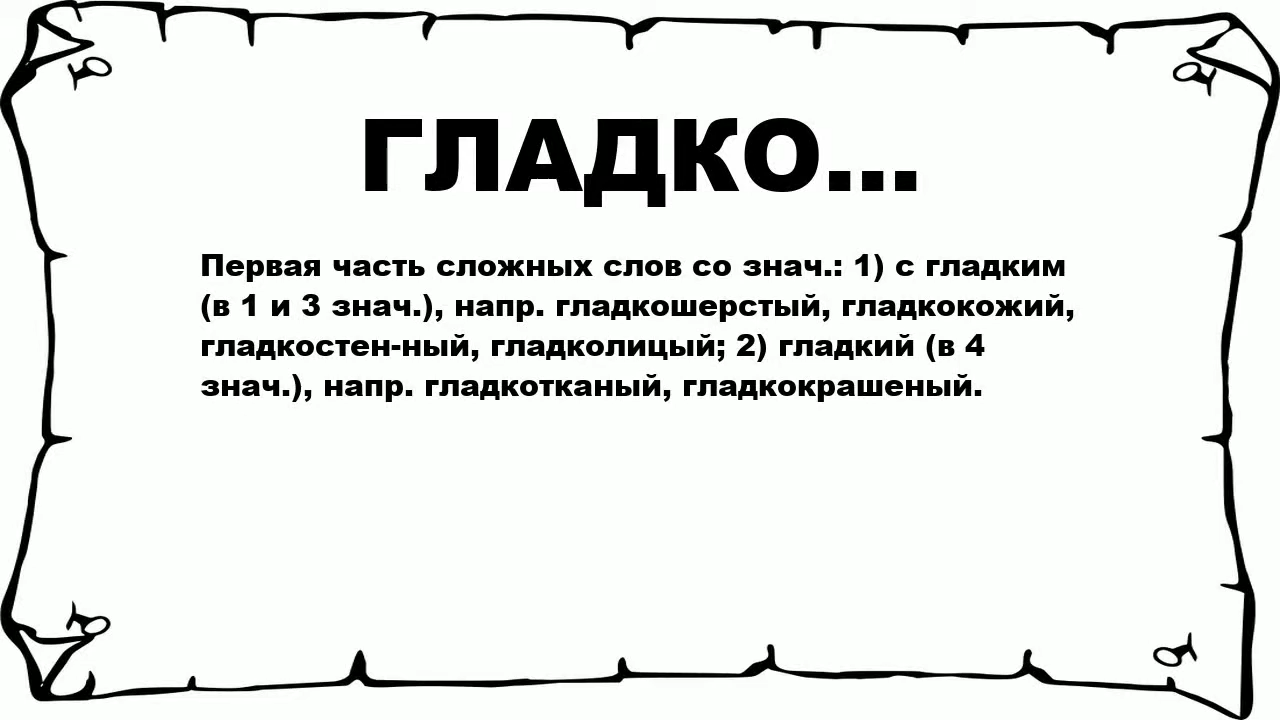 ГЛАДКО...
Первая часть сложных слов со знач.: 1) с гладким
(в 1 и 3 знач.), напр. гладкошерстый, гладкокожий,
гладкостен-ный, гладколицый; 2) гладкий (в 4
знач.), напр. гладкотканый, гладкокрашеный.